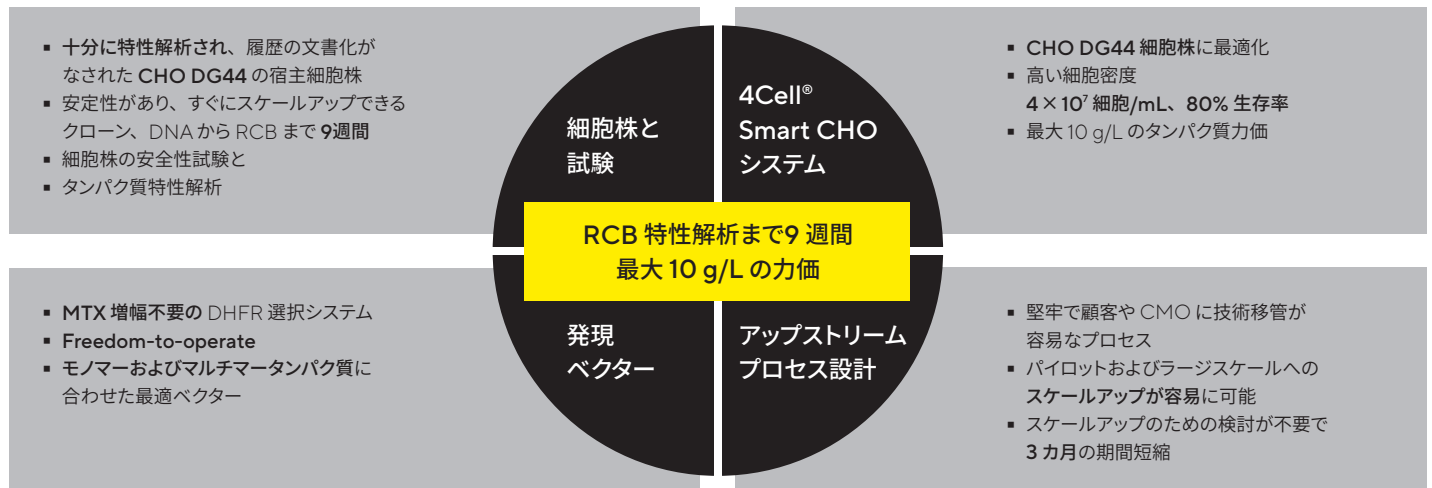 ▪ 十分に特性解析され、履歴の文書化が
なされた CHO DG44 の宿主細胞株
▪ 安定性があり、すぐにスケールアップできる
クローン、DNAから RCB まで 9週間
▪ 細胞株の安全性試験と
▪ タンパク質特性解析
細胞株と
試験
4Cell®
Smart CHO
システム
▪ CHO DG44 細胞株に最適化
▪ 高い細胞密度
4×10⁷ 細胞/mL、80% 生存率
▪ 最大 10 g/L のタンパク質力価
RCB 特性解析まで9 週間
最大 10 g/L の力価
▪ MTX 増幅不要の DHFR 選択システム
▪ Freedom-to-operate
▪ モノマーおよびマルチマータンパク質に
合わせた最適ベクター
発現
ベクター
アップストリーム
プロセス設計
▪ 堅牢で顧客や CMO に技術移管が
容易なプロセス
▪ パイロットおよびラージスケールへの
スケールアップが容易に可能
▪ スケールアップのための検討が不要で
3 カ月の期間短縮